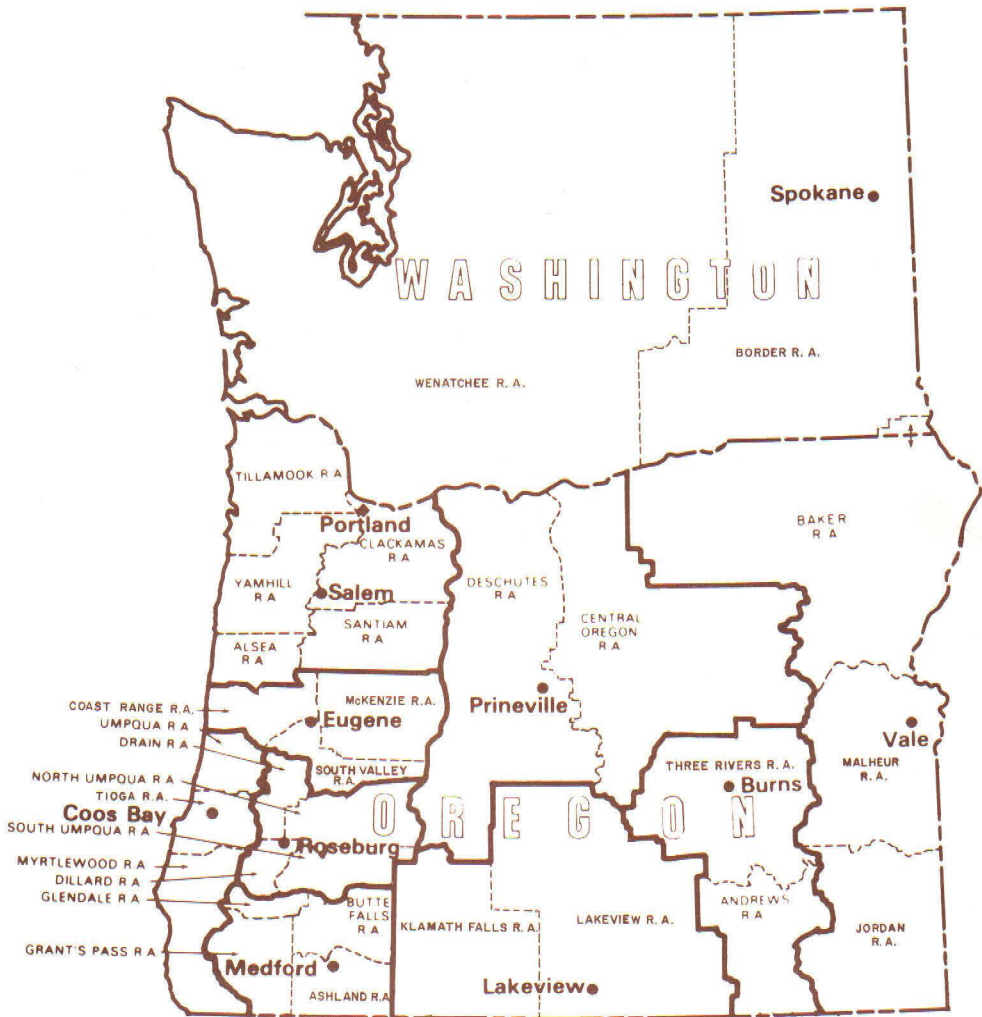 Spokane
WASHINGTON
BORDER R. A.
WENATCHEE R. A.
TILLAMOOK R A
Portland
CLACKAMAS
R A
BAKER
R A
YAMHILL
R A
Salem
DESCHUTES
R A
SANTIAM
R A
CENTRAL
OREGON
R A
ALSEA
R A
COAST RANGE R.A.
McKENZIE R.A.
UMPQUA R A
Eugene
Prineville
DRAIN R A
Vale
SOUTH VALLEY
R.A.
THREE RIVERS R.A.
MALHEUR
R.A.
NORTH UMPQUA R A
Burns
TIOGA R.A.
Coos Bay
OREGON
SOUTH UMPQUA R A
Roseburg
MYRTLEWOOD R A
DILLARD R A
GLENDALE R A
BUTTE
FALLS
R A
ANDREWS
R A
KLAMATH FALLS R.A.
LAKEVIEW R.A.
JORDAN
R.A.
GRANT'S PASS R A
Medford
ASHLAND R.A
Lakeview